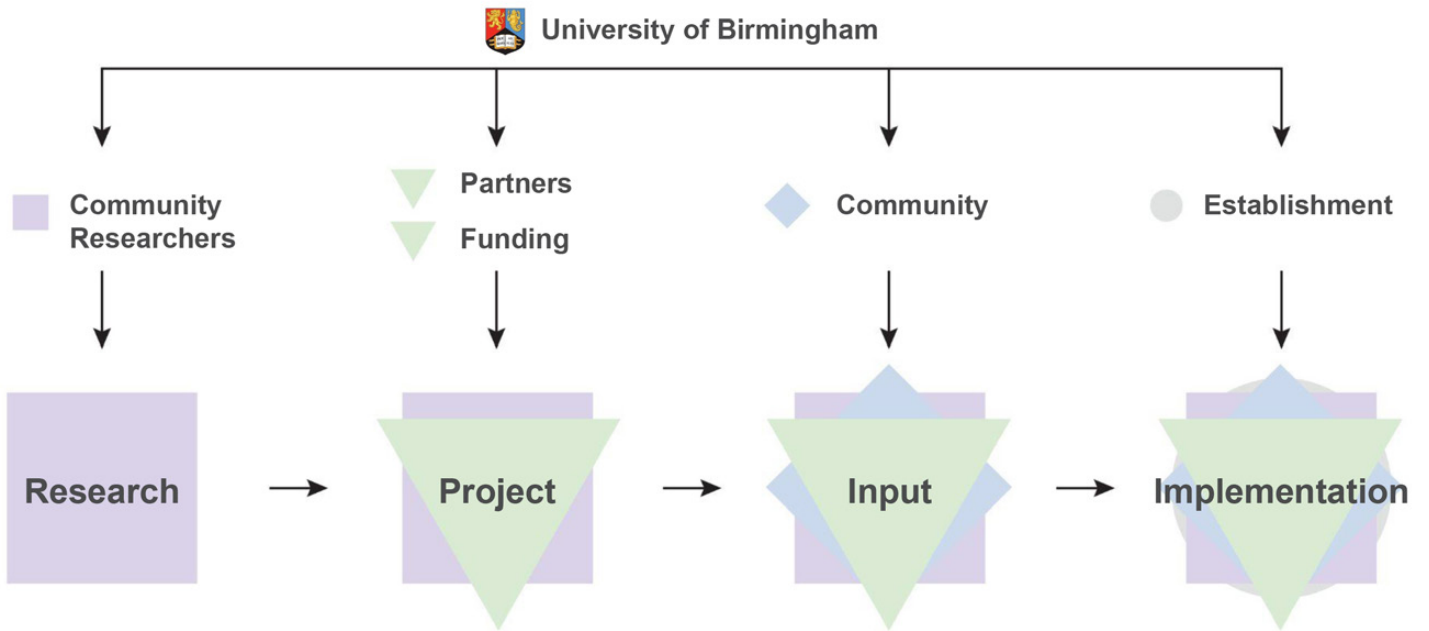 University of Birmingham
Community
Researchers
Partners
Funding
Community
Establishment
Research
Project
Input
Implementation